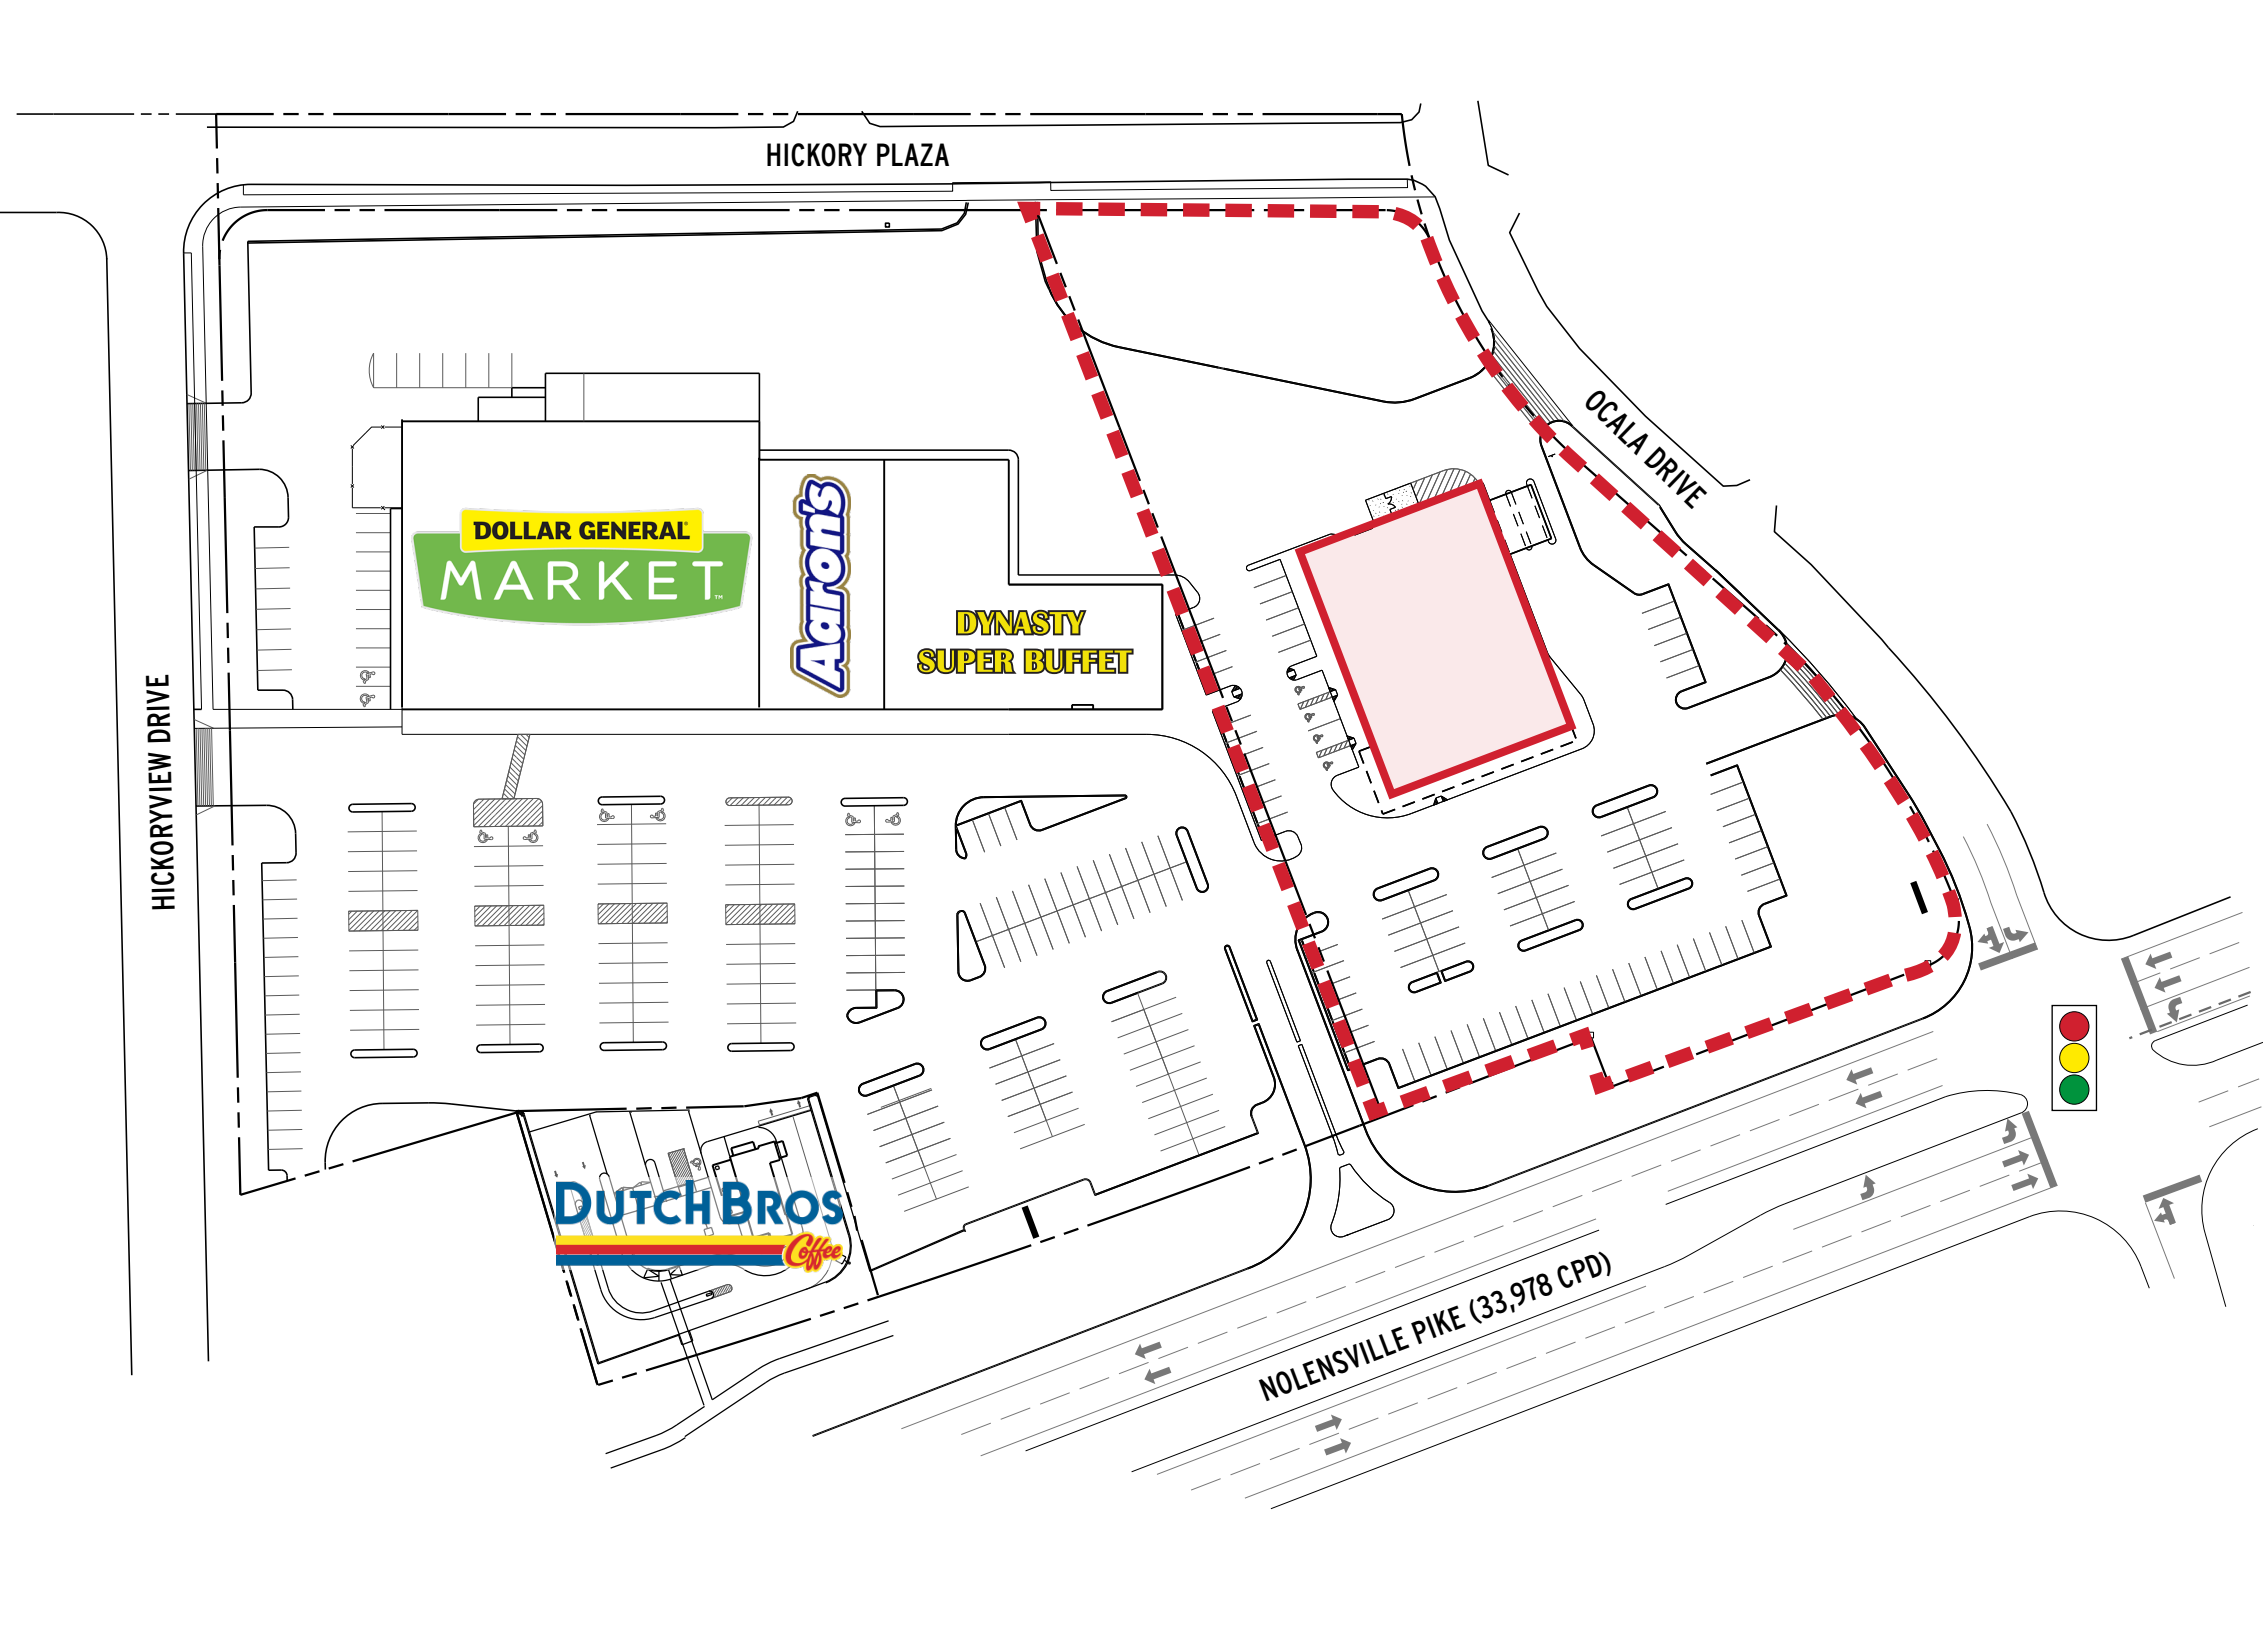 HICKORY PLAZA
OCALA DRIVE
DOLLAR GENERAL
MARKET™
Aaron's
DYNASTY
SUPER BUFFET
HICKORYVIEW DRIVE
DUTCH BROS
Coffee
NOLENSVILLE PIKE (33,978 CPD)